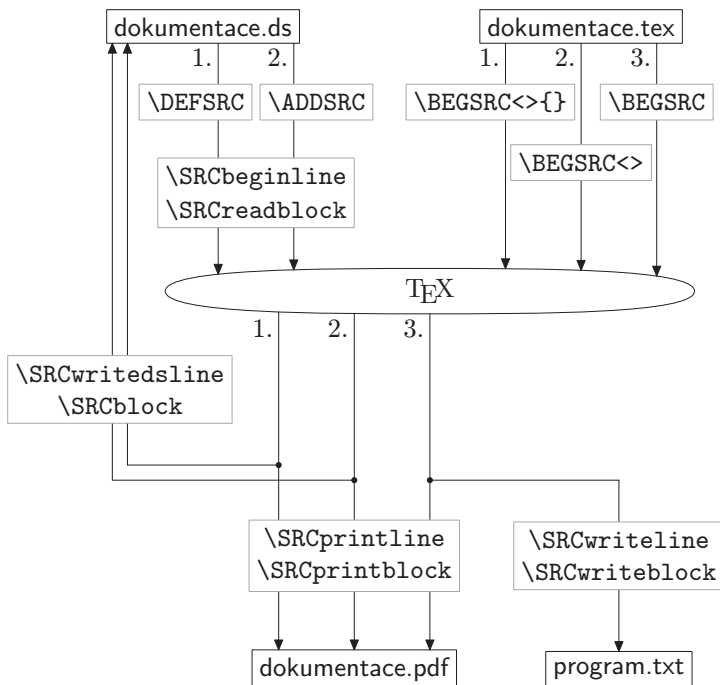 dokumentace.ds
dokumentace.tex
1.
2.
1.
2.
3.
\DEFSRC
\ADDSRC
\BEGSRC<>{}
\BEGSRC
\BEGSRC<>
\SRCbeginline
\SRCreadblock
TEX
1.
2.
3.
\SRCwritedsline
\SRCblock
\SRCprintline
\SRCprintblock
\SRCwriteline
\SRCwriteblock
dokumentace.pdf
program.txt